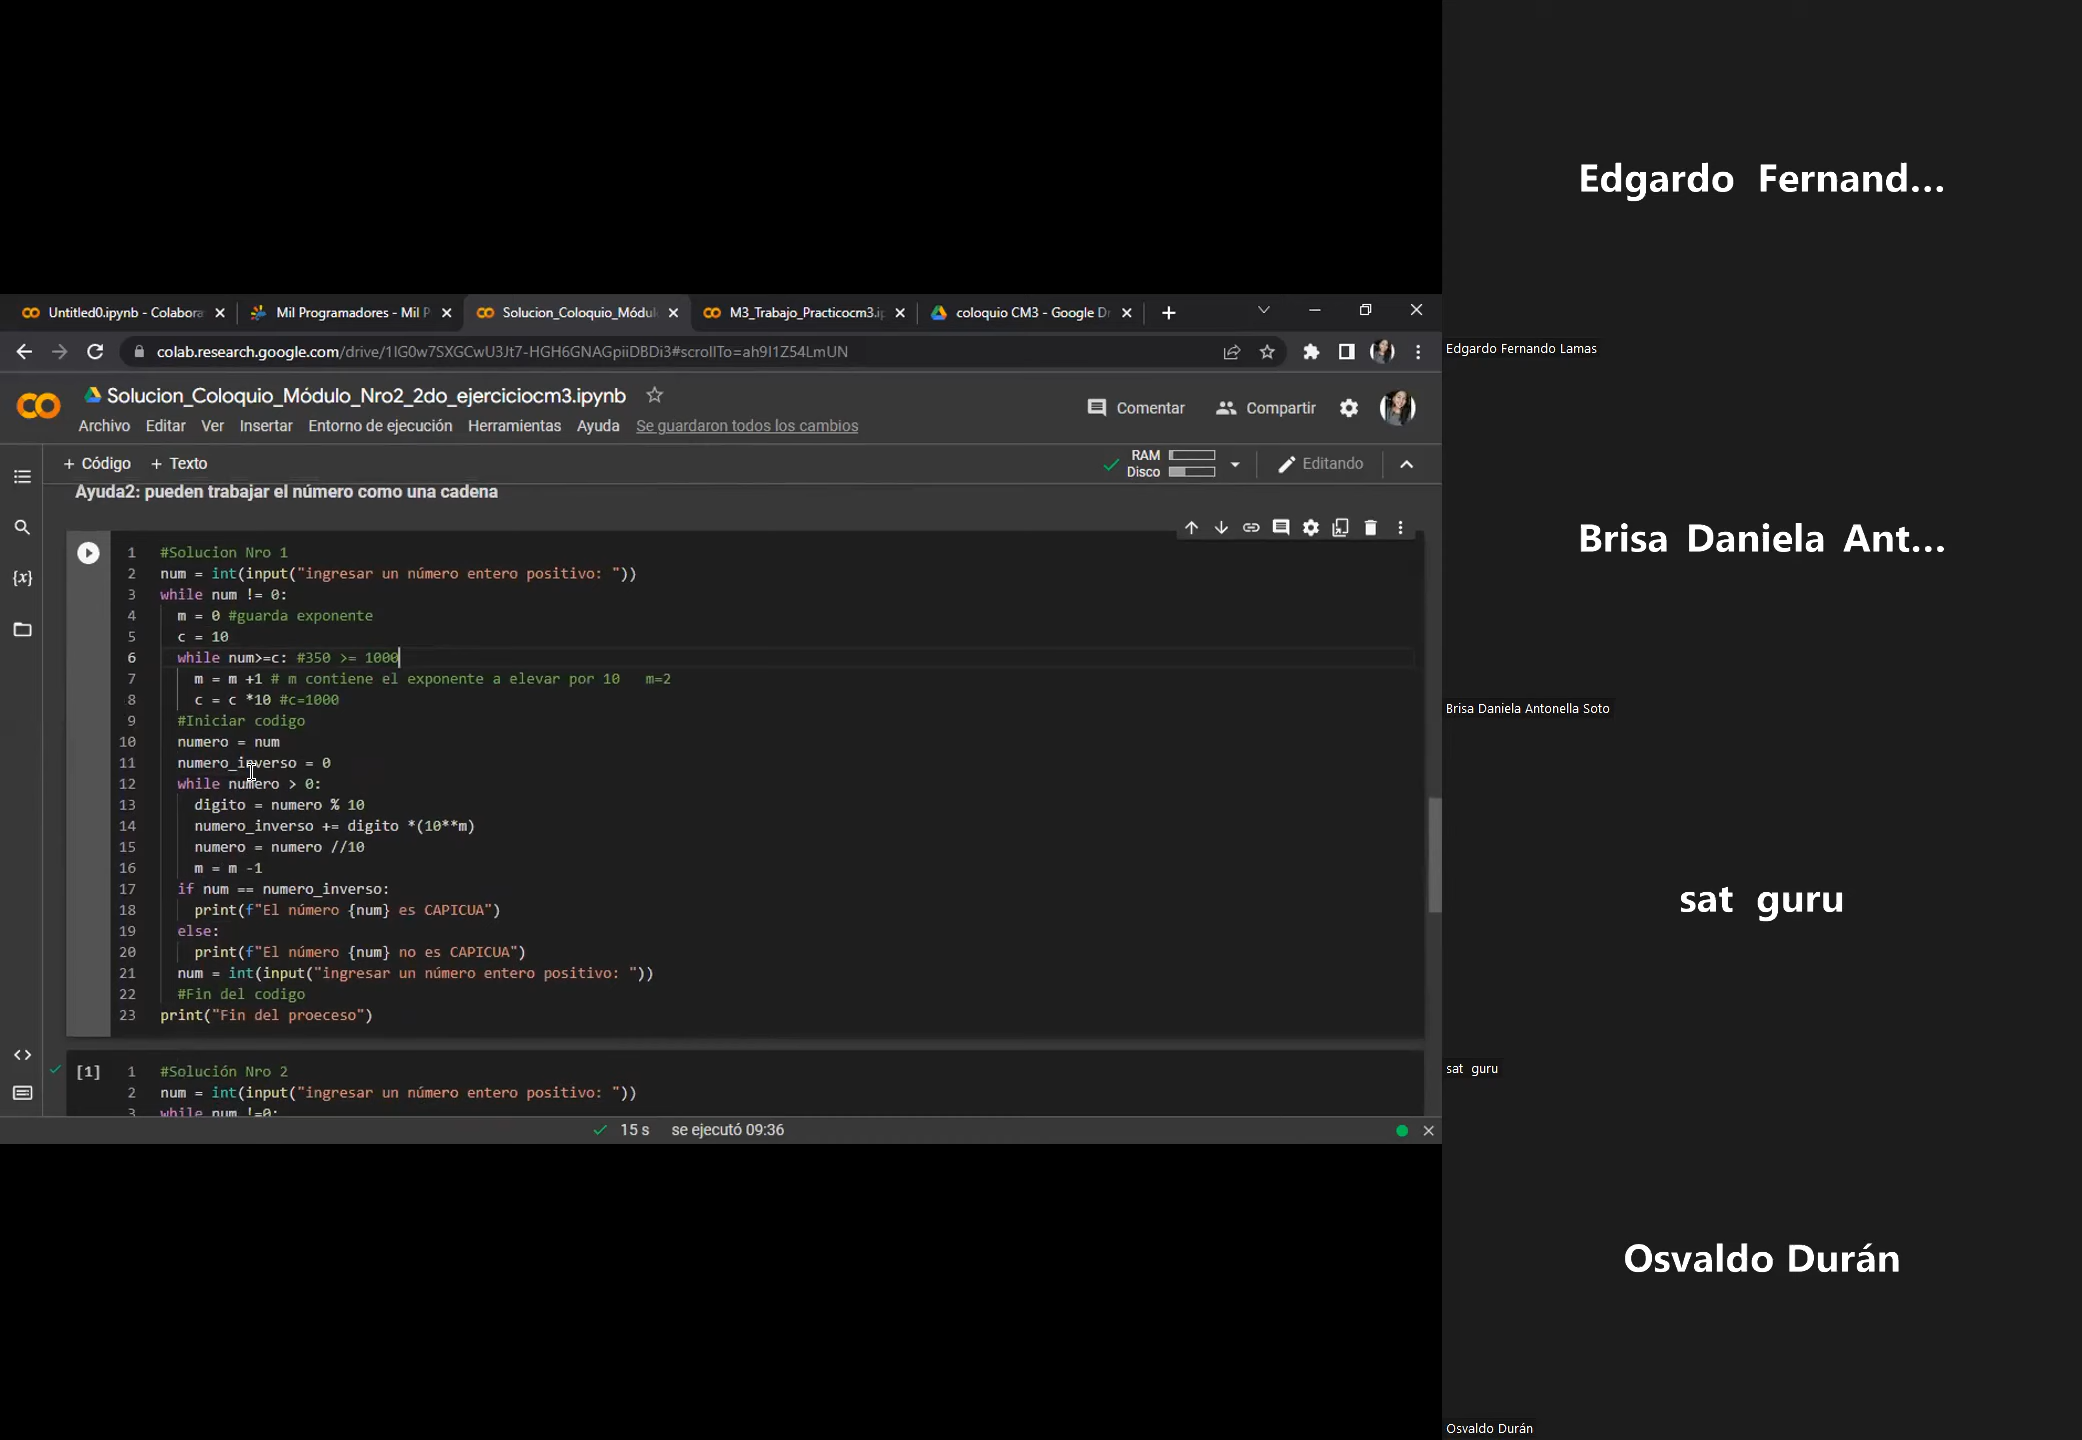 Untitled0.ipynb - Colabora
Mil Programadores - Mil P
Solucion_Coloquio_Módul
M3_Trabajo_Practicocm3.i
coloquio CM3 - Google Dr
colab.research.google.com/drive/1IG0w7SXGCwU3Jt7-HGH6GNAGpiiDBDi3#scrollTo=ah9I1Z54LmUN
CO
Solucion_Coloquio_Módulo_Nro2_2do_ejerciciocm3.ipynb
Comentar
Compartir
Archivo Editar Ver Insertar Entorno de ejecución Herramientas Ayuda Se guardaron todos los cambios
+ Código + Texto
RAM
Disco
Editando
Ayuda2: pueden trabajar el número como una cadena
{x}
1 #Solucion Nro 1
2 num = int(input("ingresar un número entero positivo: "))
3 while num != 0:
4 m = 0 #guarda exponente
5 c = 10
6 while num>=c: #350 >= 1000
7 m = m +1 # m contiene el exponente a elevar por 10 m=2
8 c = c *10 #c=1000
9 #Iniciar codigo
10 numero = num
11 numero_inverso = 0
12 while numero > 0:
13 digito = numero % 10
14 numero_inverso += digito *(10**m)
15 numero = numero //10
16 m = m -1
17 if num == numero_inverso:
18 print(f"El número {num} es CAPICUA")
19 else:
20 print(f"El número {num} no es CAPICUA")
21 num = int(input("ingresar un número entero positivo: "))
22 #Fin del codigo
23 print("Fin del proeceso")
[1] 1 #Solución Nro 2
2 num = int(input("ingresar un número entero positivo: "))
3 while num !=0:
15 s se ejecutó 09:36
Edgardo Fernand...
Edgardo Fernando Lamas
Brisa Daniela Ant...
Brisa Daniela Antonella Soto
sat guru
sat guru
Osvaldo Durán
Osvaldo Durán